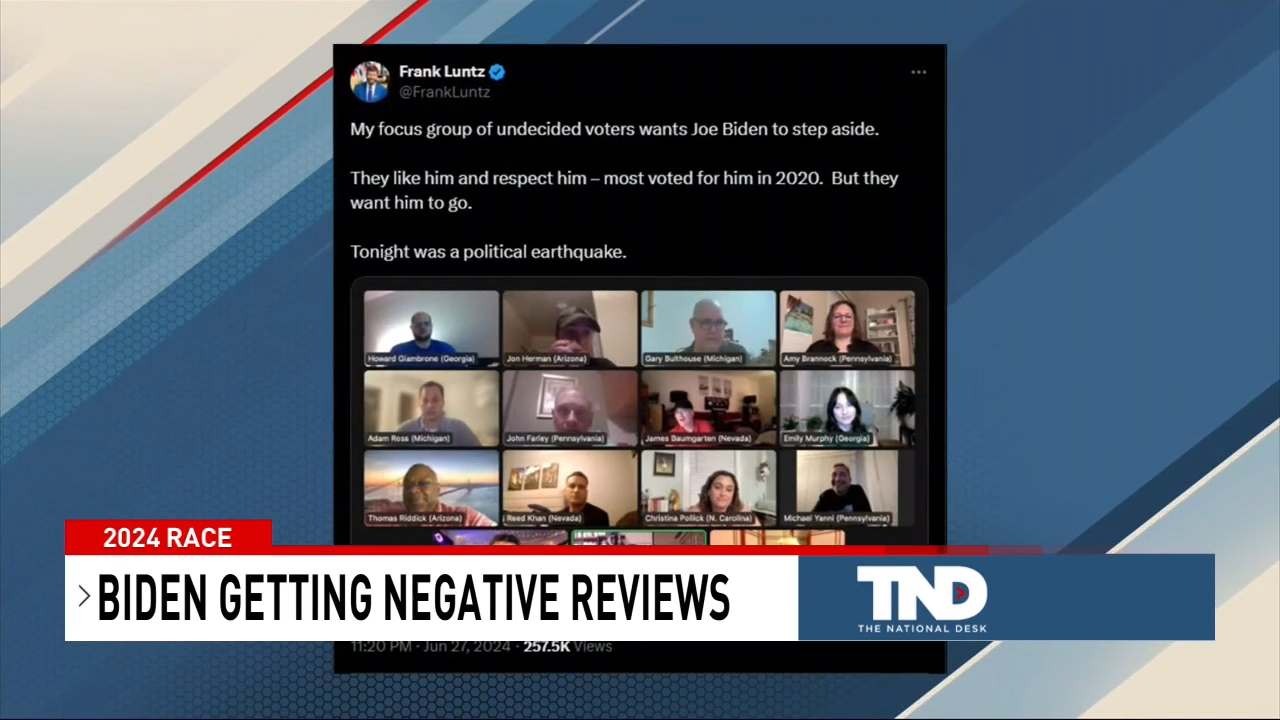 Frank Luntz
@FrankLuntz
My focus group of undecided voters wants Joe Biden to step aside.
They like him and respect him – most voted for him in 2020. But they
want him to go.
Tonight was a political earthquake.
Howard Giambrone (Georgia)
Jon Herman (Arizona)
Gary Bulthouse (Michigan)
Amy Brannock (Pennsylvania)
Adam Ross (Michigan)
John Farley (Pennsylvania)
James Baumgarten (Nevada)
Emily Murphy (Georgia)
Thomas Riddick (Arizona)
Reed Khan (Nevada)
Christina Pollick (N. Carolina)
Michael Yanni (Pennsylvania)
2024 RACE
BIDEN GETTING NEGATIVE REVIEWS
TND
THE NATIONAL DESK
11:20 PM · Jun 27, 2024 · 257.5K Views